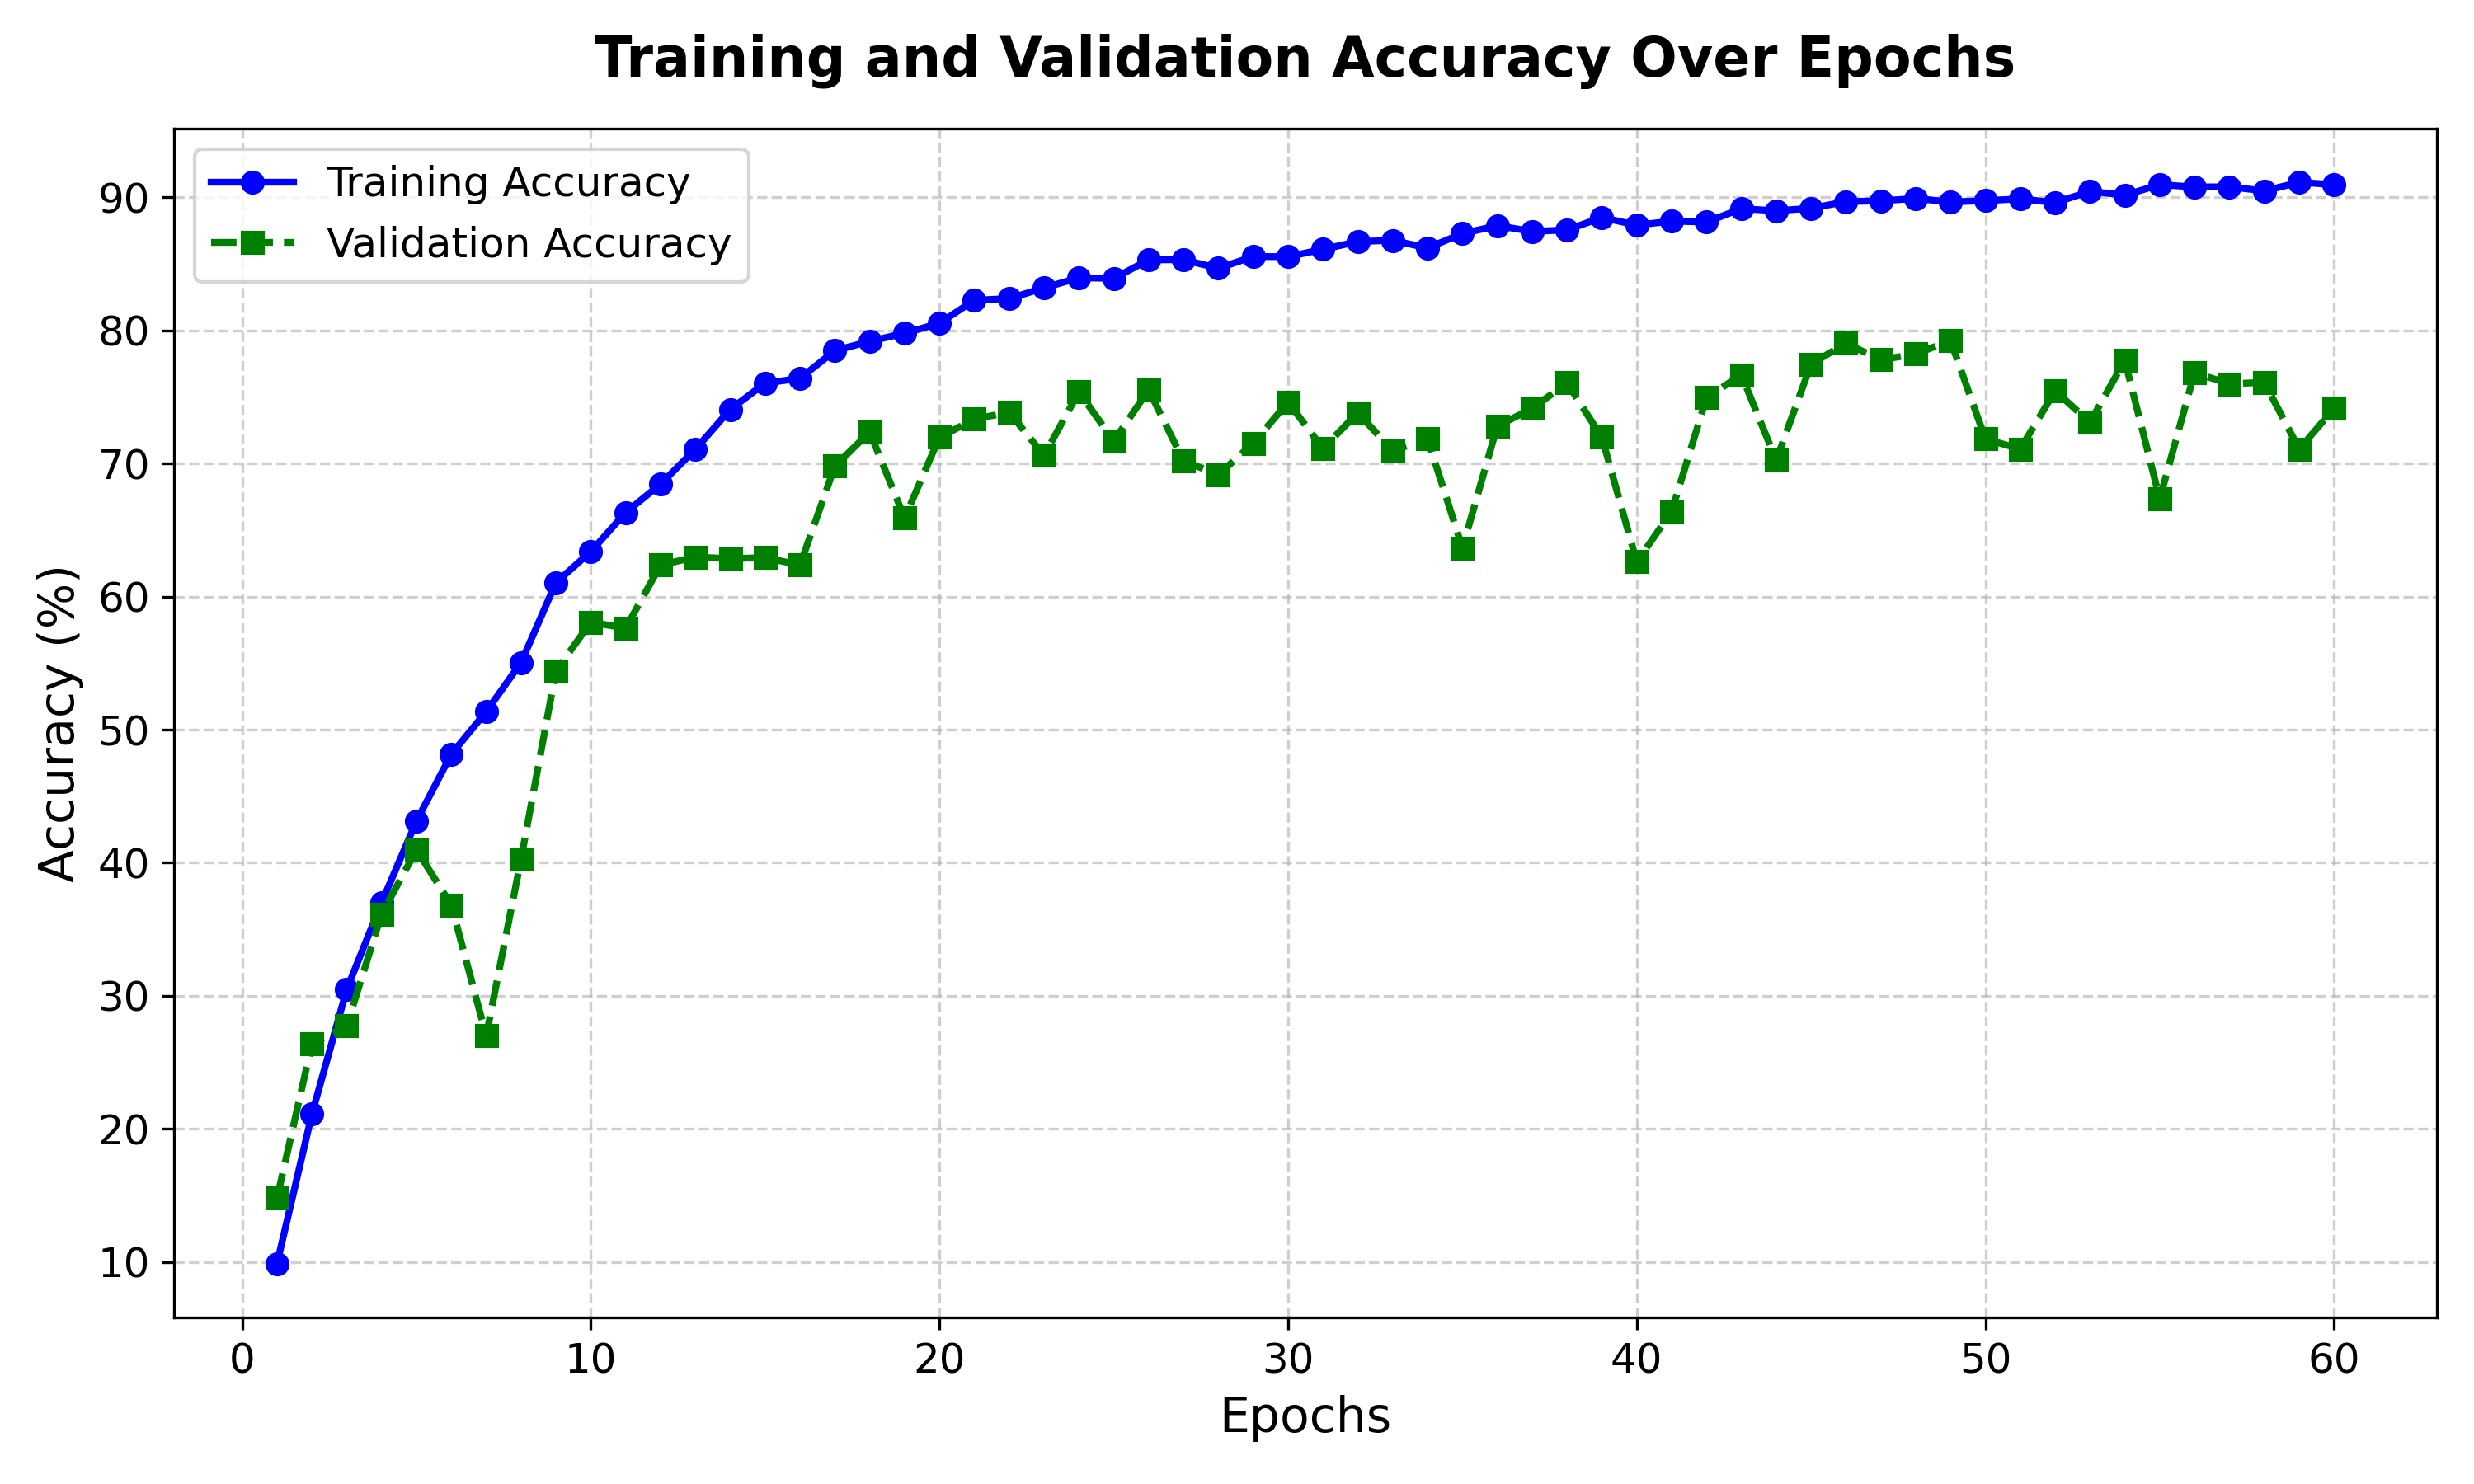 Training and Validation Accuracy Over Epochs
Training Accuracy
Validation Accuracy
Accuracy (%)
90
80
70
60
50
40
30
20
10
0 10 20 30 40 50 60
Epochs